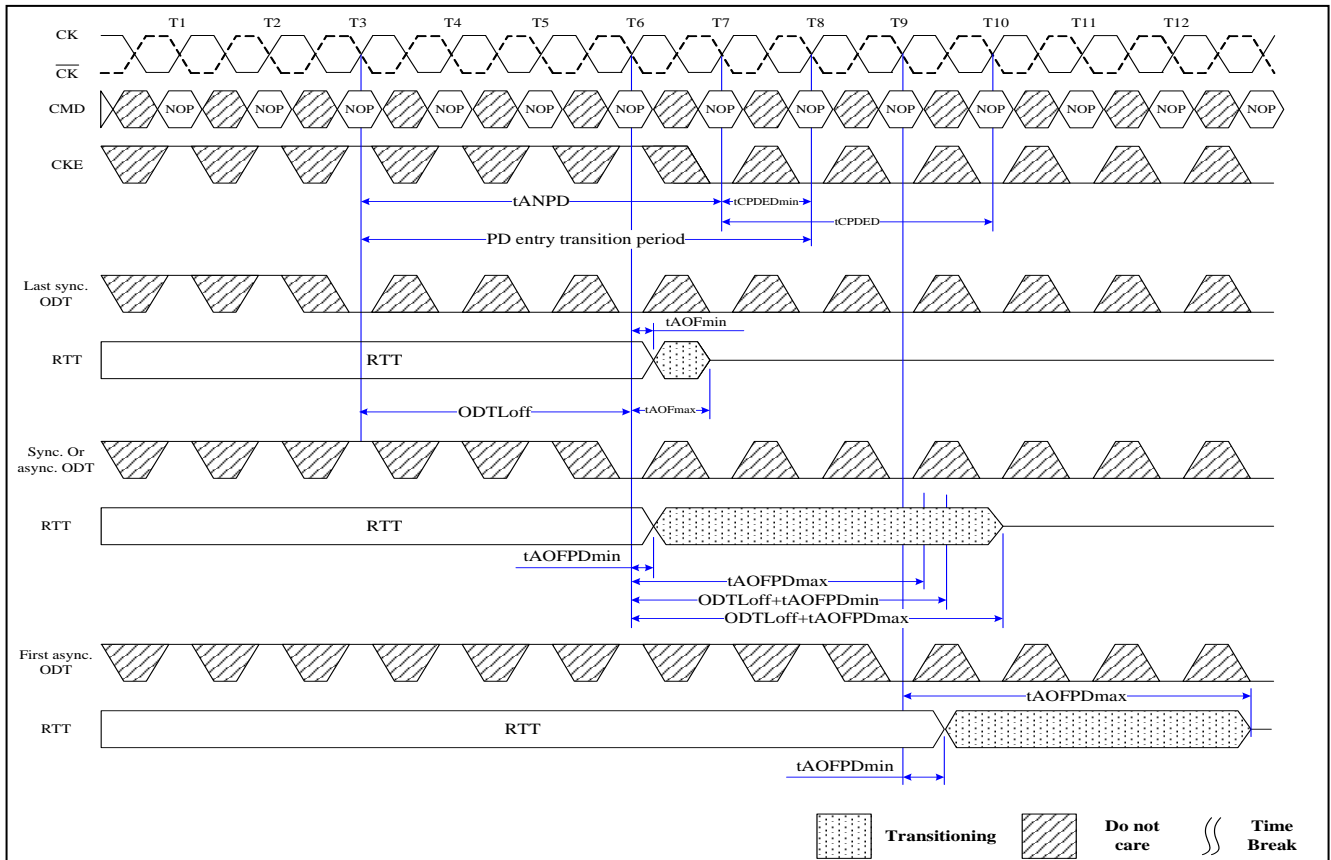 T1 T2 T3 T4 T5 T6 T7 T8 T9 T10 T11 T12
CK
CK
CMD NOP NOP NOP NOP NOP NOP NOP NOP NOP NOP NOP NOP NOP
CKE
tANPD tCPDEDmin
tCPDED
PD entry transition period
Last sync.
ODT
tAOFmin
RTT RTT
ODTLoff tAOFmax
Sync. Or
async. ODT
RTT RTT
tAOFPDmin
tAOFPDmax
ODTLoff+tAOFPDmin
ODTLoff+tAOFPDmax
First async.
ODT
tAOFPDmax
RTT RTT
tAOFPDmin
Transitioning
Do not
care
Time
Break